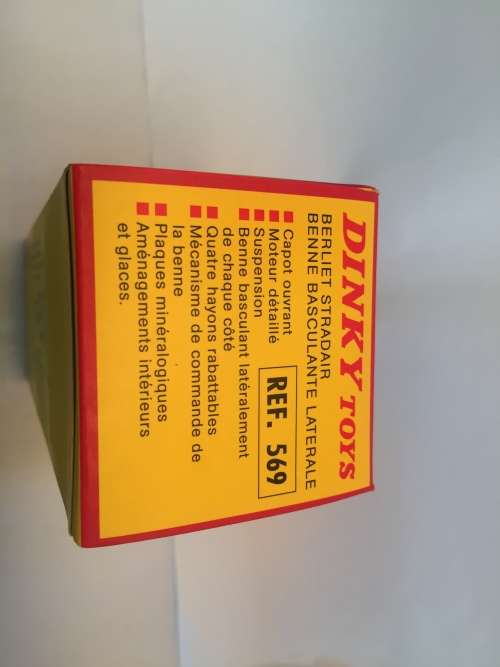 DINKY TOYS
BERLIET STRADAIR
BENNE BASCULANTE LATERALE
Capot ouvrant
Moteur détaillé
Suspension
Benne basculant latéralement
de chaque côté
Quatre hayons rabattables
Mécanisme de commande de
la benne
Plaques minéralogiques
Aménagements intérieurs
et glaces.
REF. 569